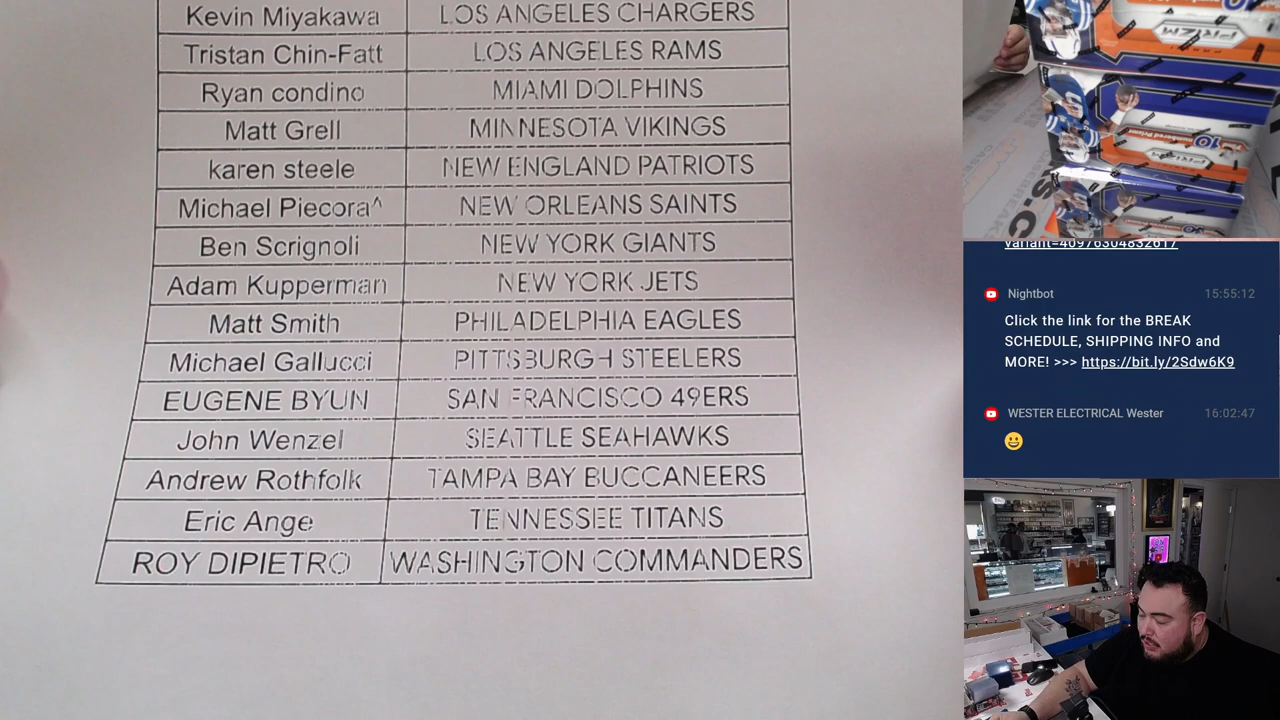 Kevin Miyakawa LOS ANGELES CHARGERS
Tristan Chin-Fatt LOS ANGELES RAMS
Ryan condino MIAMI DOLPHINS
Matt Grell MINNESOTA VIKINGS
karen steele NEW ENGLAND PATRIOTS
Michael Piecora^ NEW ORLEANS SAINTS
Ben Scrignoli NEW YORK GIANTS
Adam Kupperman NEW YORK JETS
Matt Smith PHILADELPHIA EAGLES
Michael Gallucci PITTSBURGH STEELERS
EUGENE BYUN SAN FRANCISCO 49ERS
John Wenzel SEATTLE SEAHAWKS
Andrew Rothfolk TAMPA BAY BUCCANEERS
Eric Ange TENNESSEE TITANS
ROY DIPIETRO WASHINGTON COMMANDERS
PRIZM
variant=40976304832617
Nightbot 15:55:12
Click the link for the BREAK
SCHEDULE, SHIPPING INFO and
MORE! >>> https://bit.ly/2Sdw6K9
WESTER ELECTRICAL Wester 16:02:47